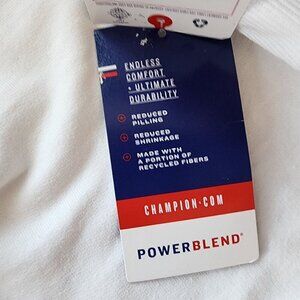 ENDLESS
COMFORT
+ ULTIMATE
DURABILITY
REDUCED
PILLING
REDUCED
SHRINKAGE
MADE WITH
A PORTION OF
RECYCLED FIBERS
CHAMPION.COM
POWERBLEND®